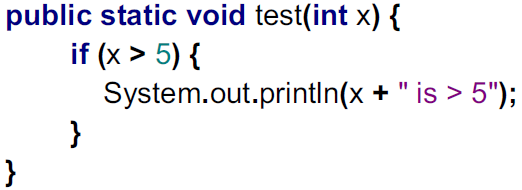 public static void test(int x) {
if (x > 5) {
System.out.println(x + " is > 5");
}
}